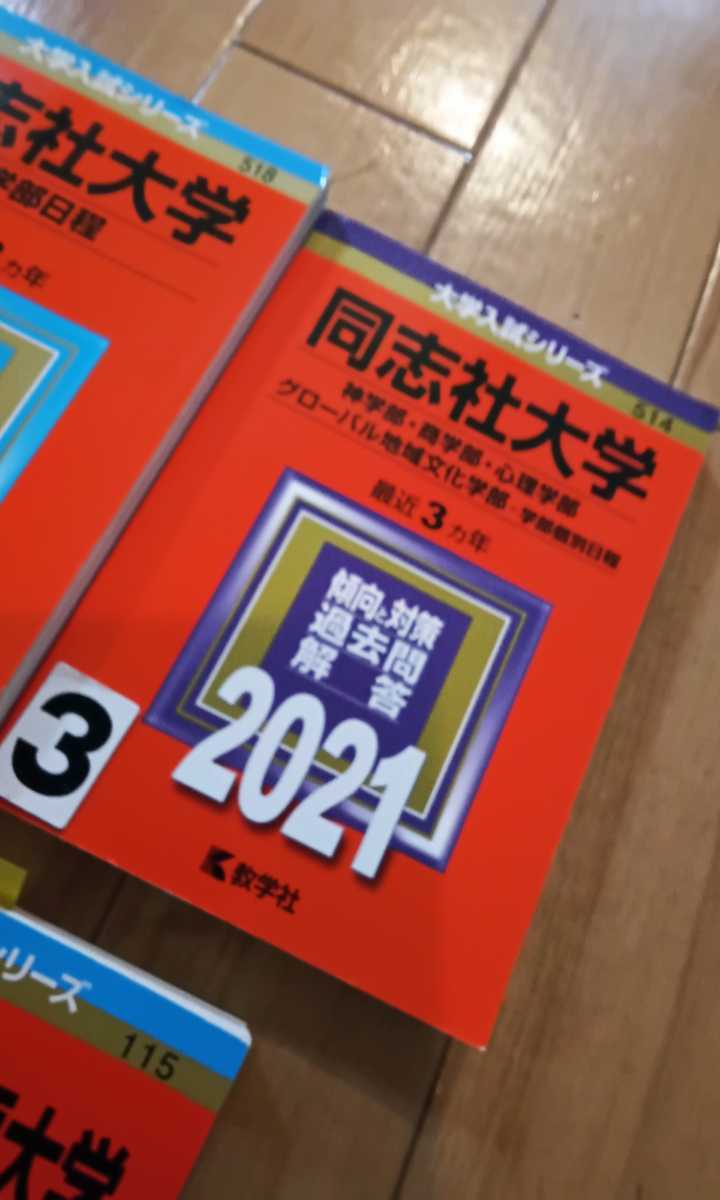 大学入試シリーズ
518
志社大学
学部日程
ヵ年
大学入試シリーズ
514
同志社大学
神学部・商学部・心理学部
グローバル地域文化学部-学部個別日程
最近3ヵ年
傾向と対策
過去問
解答
2021
教学社
3
リーズ
115
大学